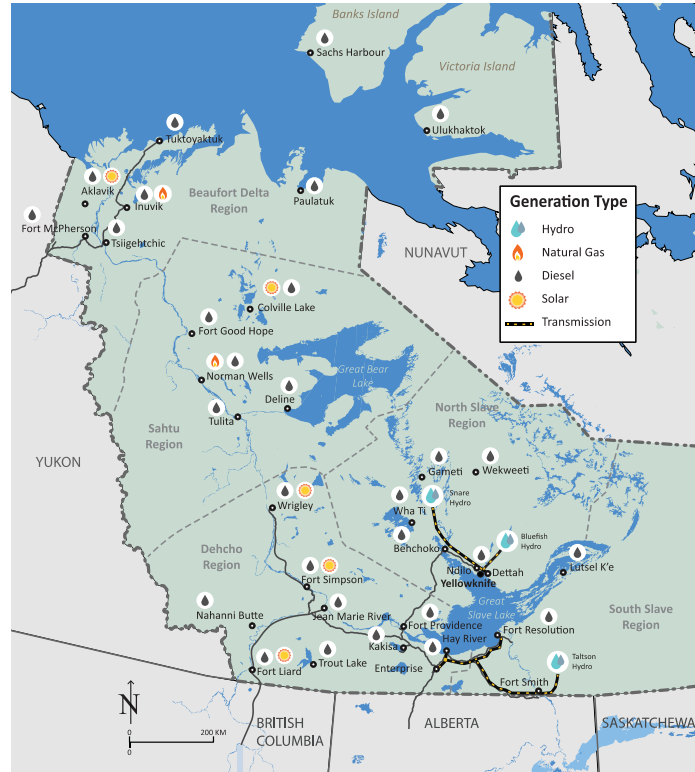 Banks Island
Sachs Harbour
Victoria Island
Ulukhaktok
Tuktoyaktuk
Aklavik
Inuvik
Beaufort Delta
Region
Paulatuk
Fort McPherson
Tsiigehtchic
NUNAVUT
Generation Type
Hydro
Natural Gas
Diesel
Solar
Transmission
Colville Lake
Fort Good Hope
Norman Wells
Great Bear
Lake
Deline
Tulita
Sahtu
Region
YUKON
North Slave
Region
Gameti
Wekweeti
Snare
Hydro
Wha Ti
Wrigley
Bluefish
Hydro
Behchoko
Dehcho
Region
Ndilo
Dettah
Yellowknife
Lutsel K'e
Fort Simpson
Great
Slave Lake
Nahanni Butte
Jean Marie River
Fort Providence
Fort Resolution
South Slave
Region
Kakisa
Hay River
Enterprise
Trout Lake
Fort Liard
Taltson
Hydro
Fort Smith
N
0
200 KM
0
BRITISH
COLUMBIA
ALBERTA
SASKATCHEWA